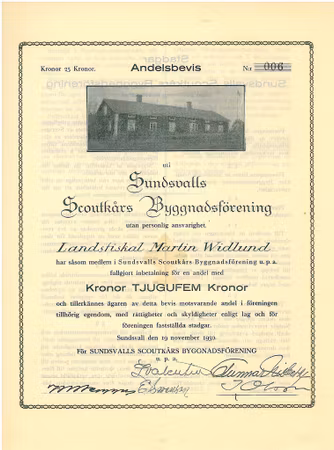 Andelsbevis
Kronor 25 Kronor. N:r 006
uti
Sundsvalls
Scoutkårs Byggnadsförening
utan personlig ansvarighet.
Landsfiskal Martin Widlund
har såsom medlem i Sundsvalls Scoutkårs Byggnadsförening u.p.a.
fullgjort inbetalning för en andel med
Kronor TJUGUFEM Kronor
och tillerkännes ägaren av detta bevis motsvarande andel i föreningen
tillhörig egendom, med rättigheter och skyldigheter enligt lag och för
föreningen fastställda stadgar.
Sundsvall den 19 november 1930.
För SUNDSVALLS SCOUTKÅRS BYGGNADSFÖRENING
u. p. a.